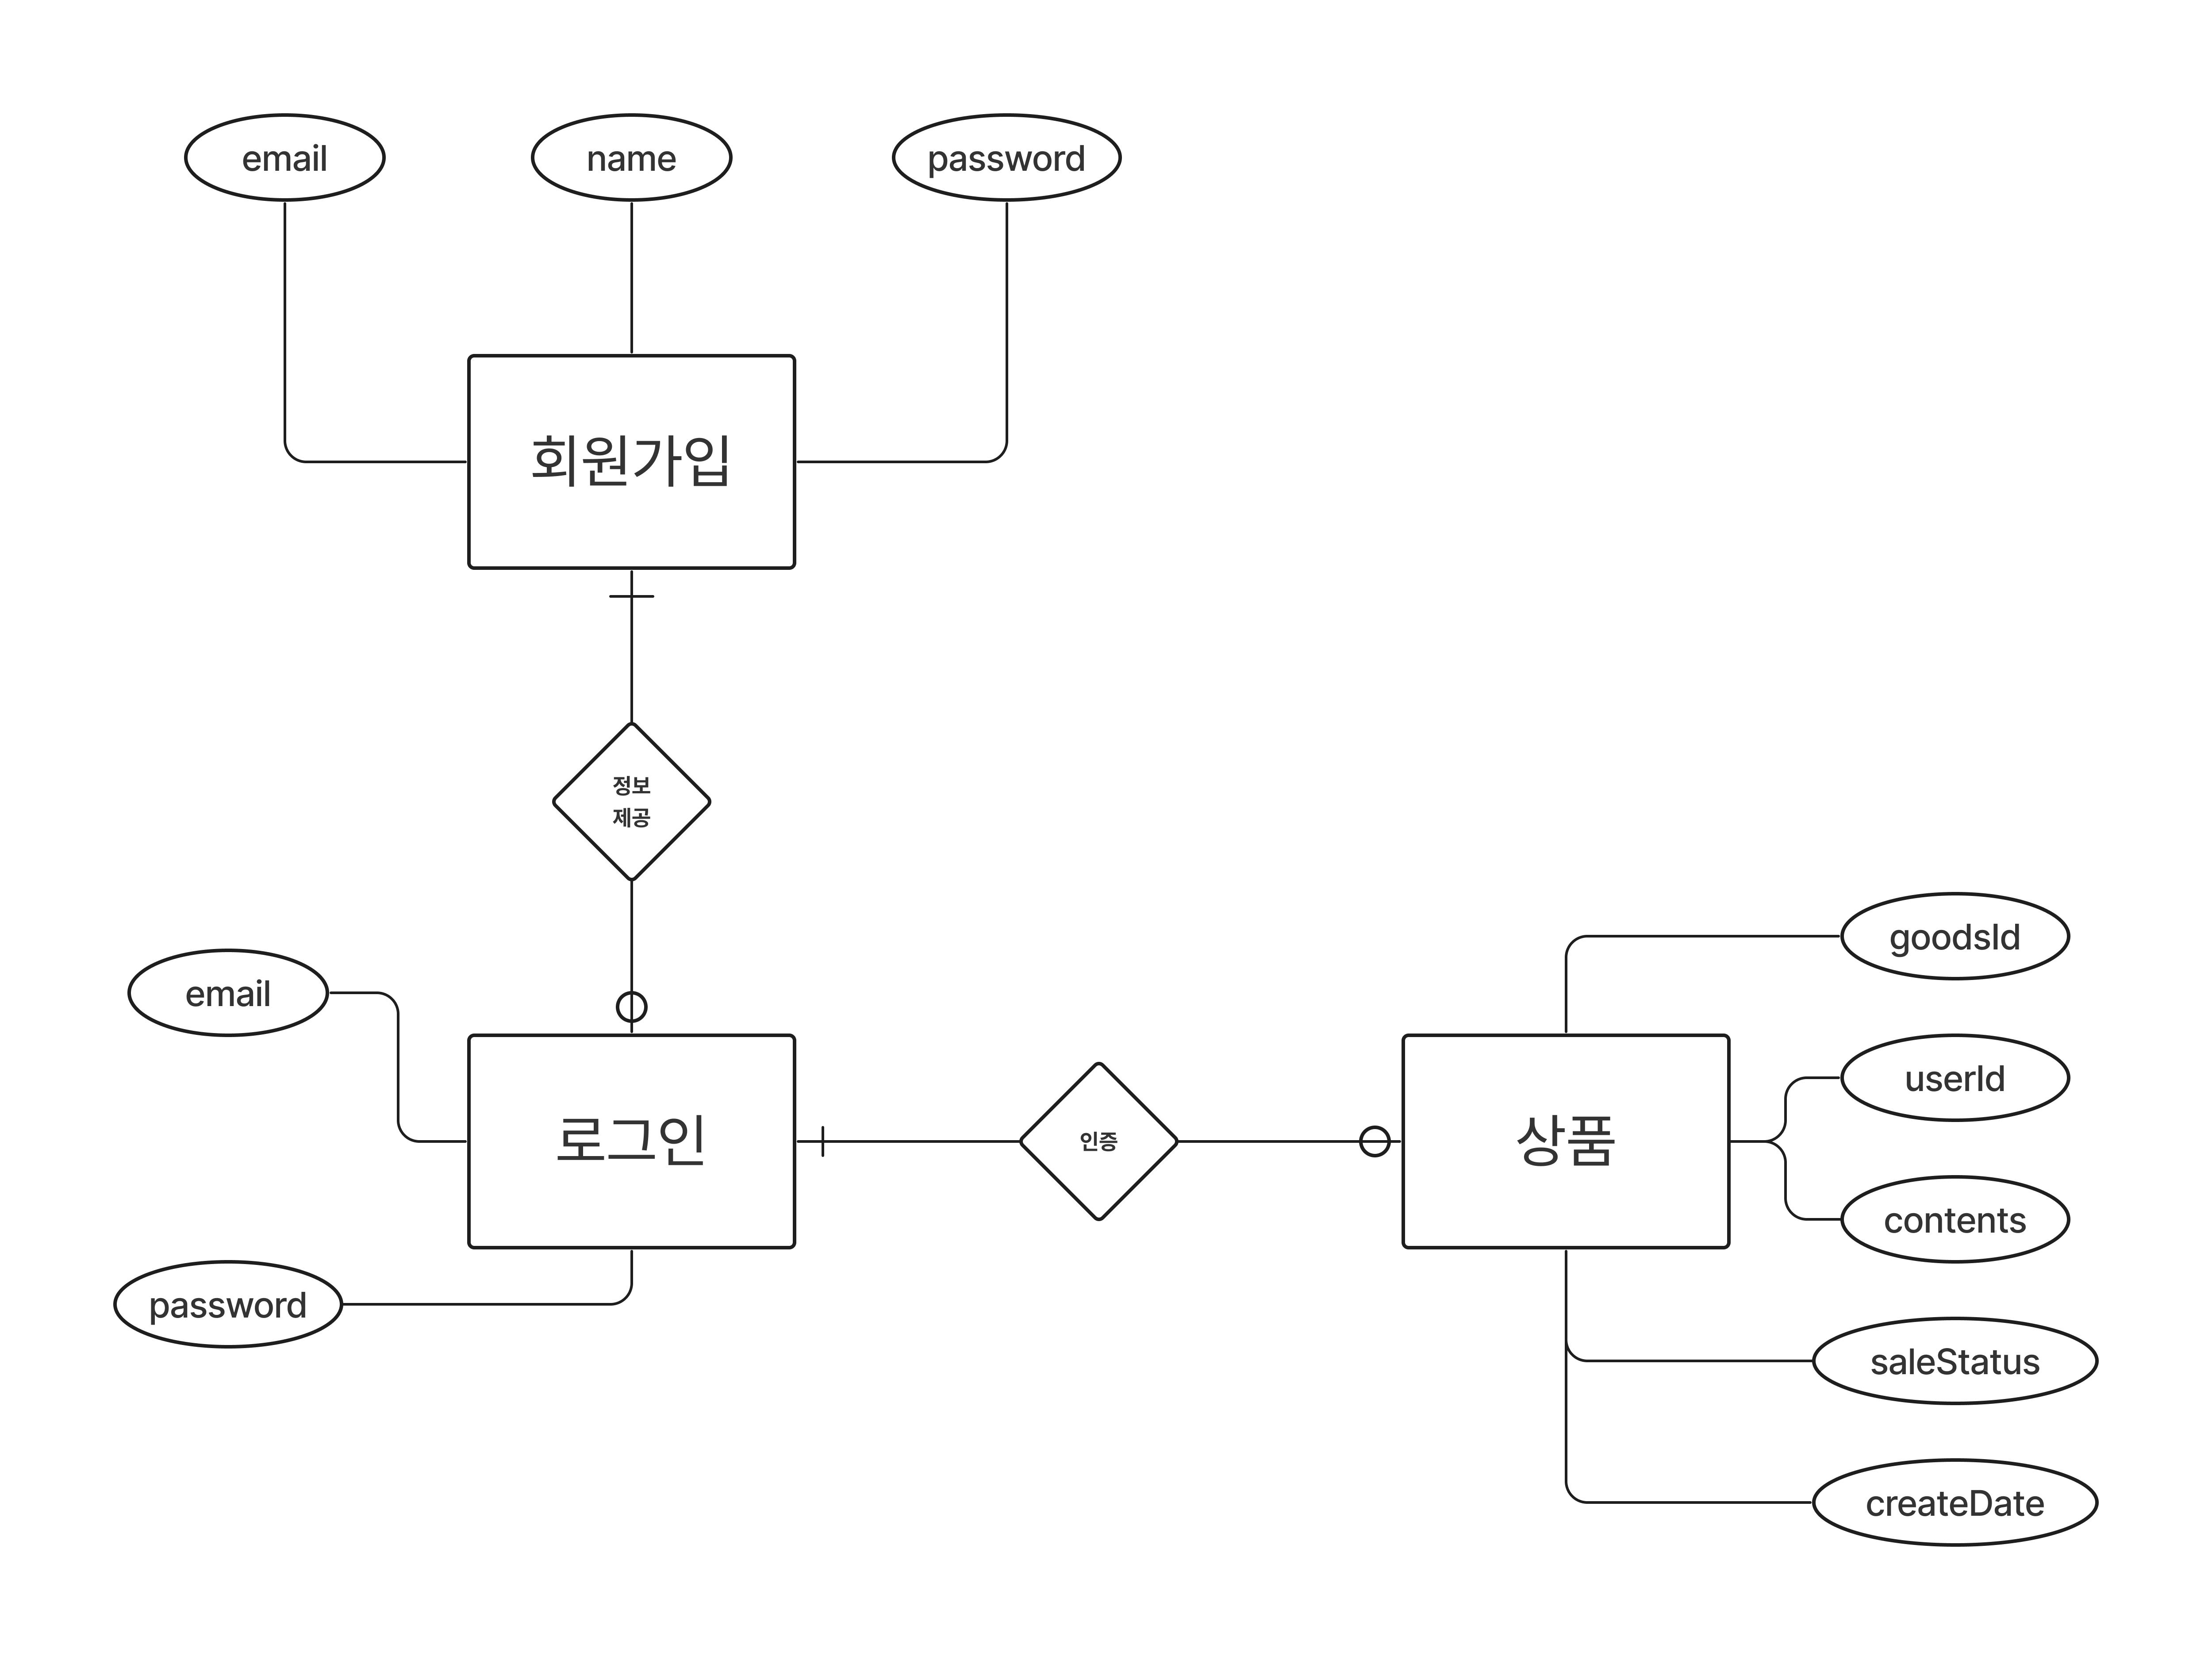 email
name
password
회원가입
정보
제공
email
로그인
password
인증
상품
goodsId
userId
contents
saleStatus
createDate